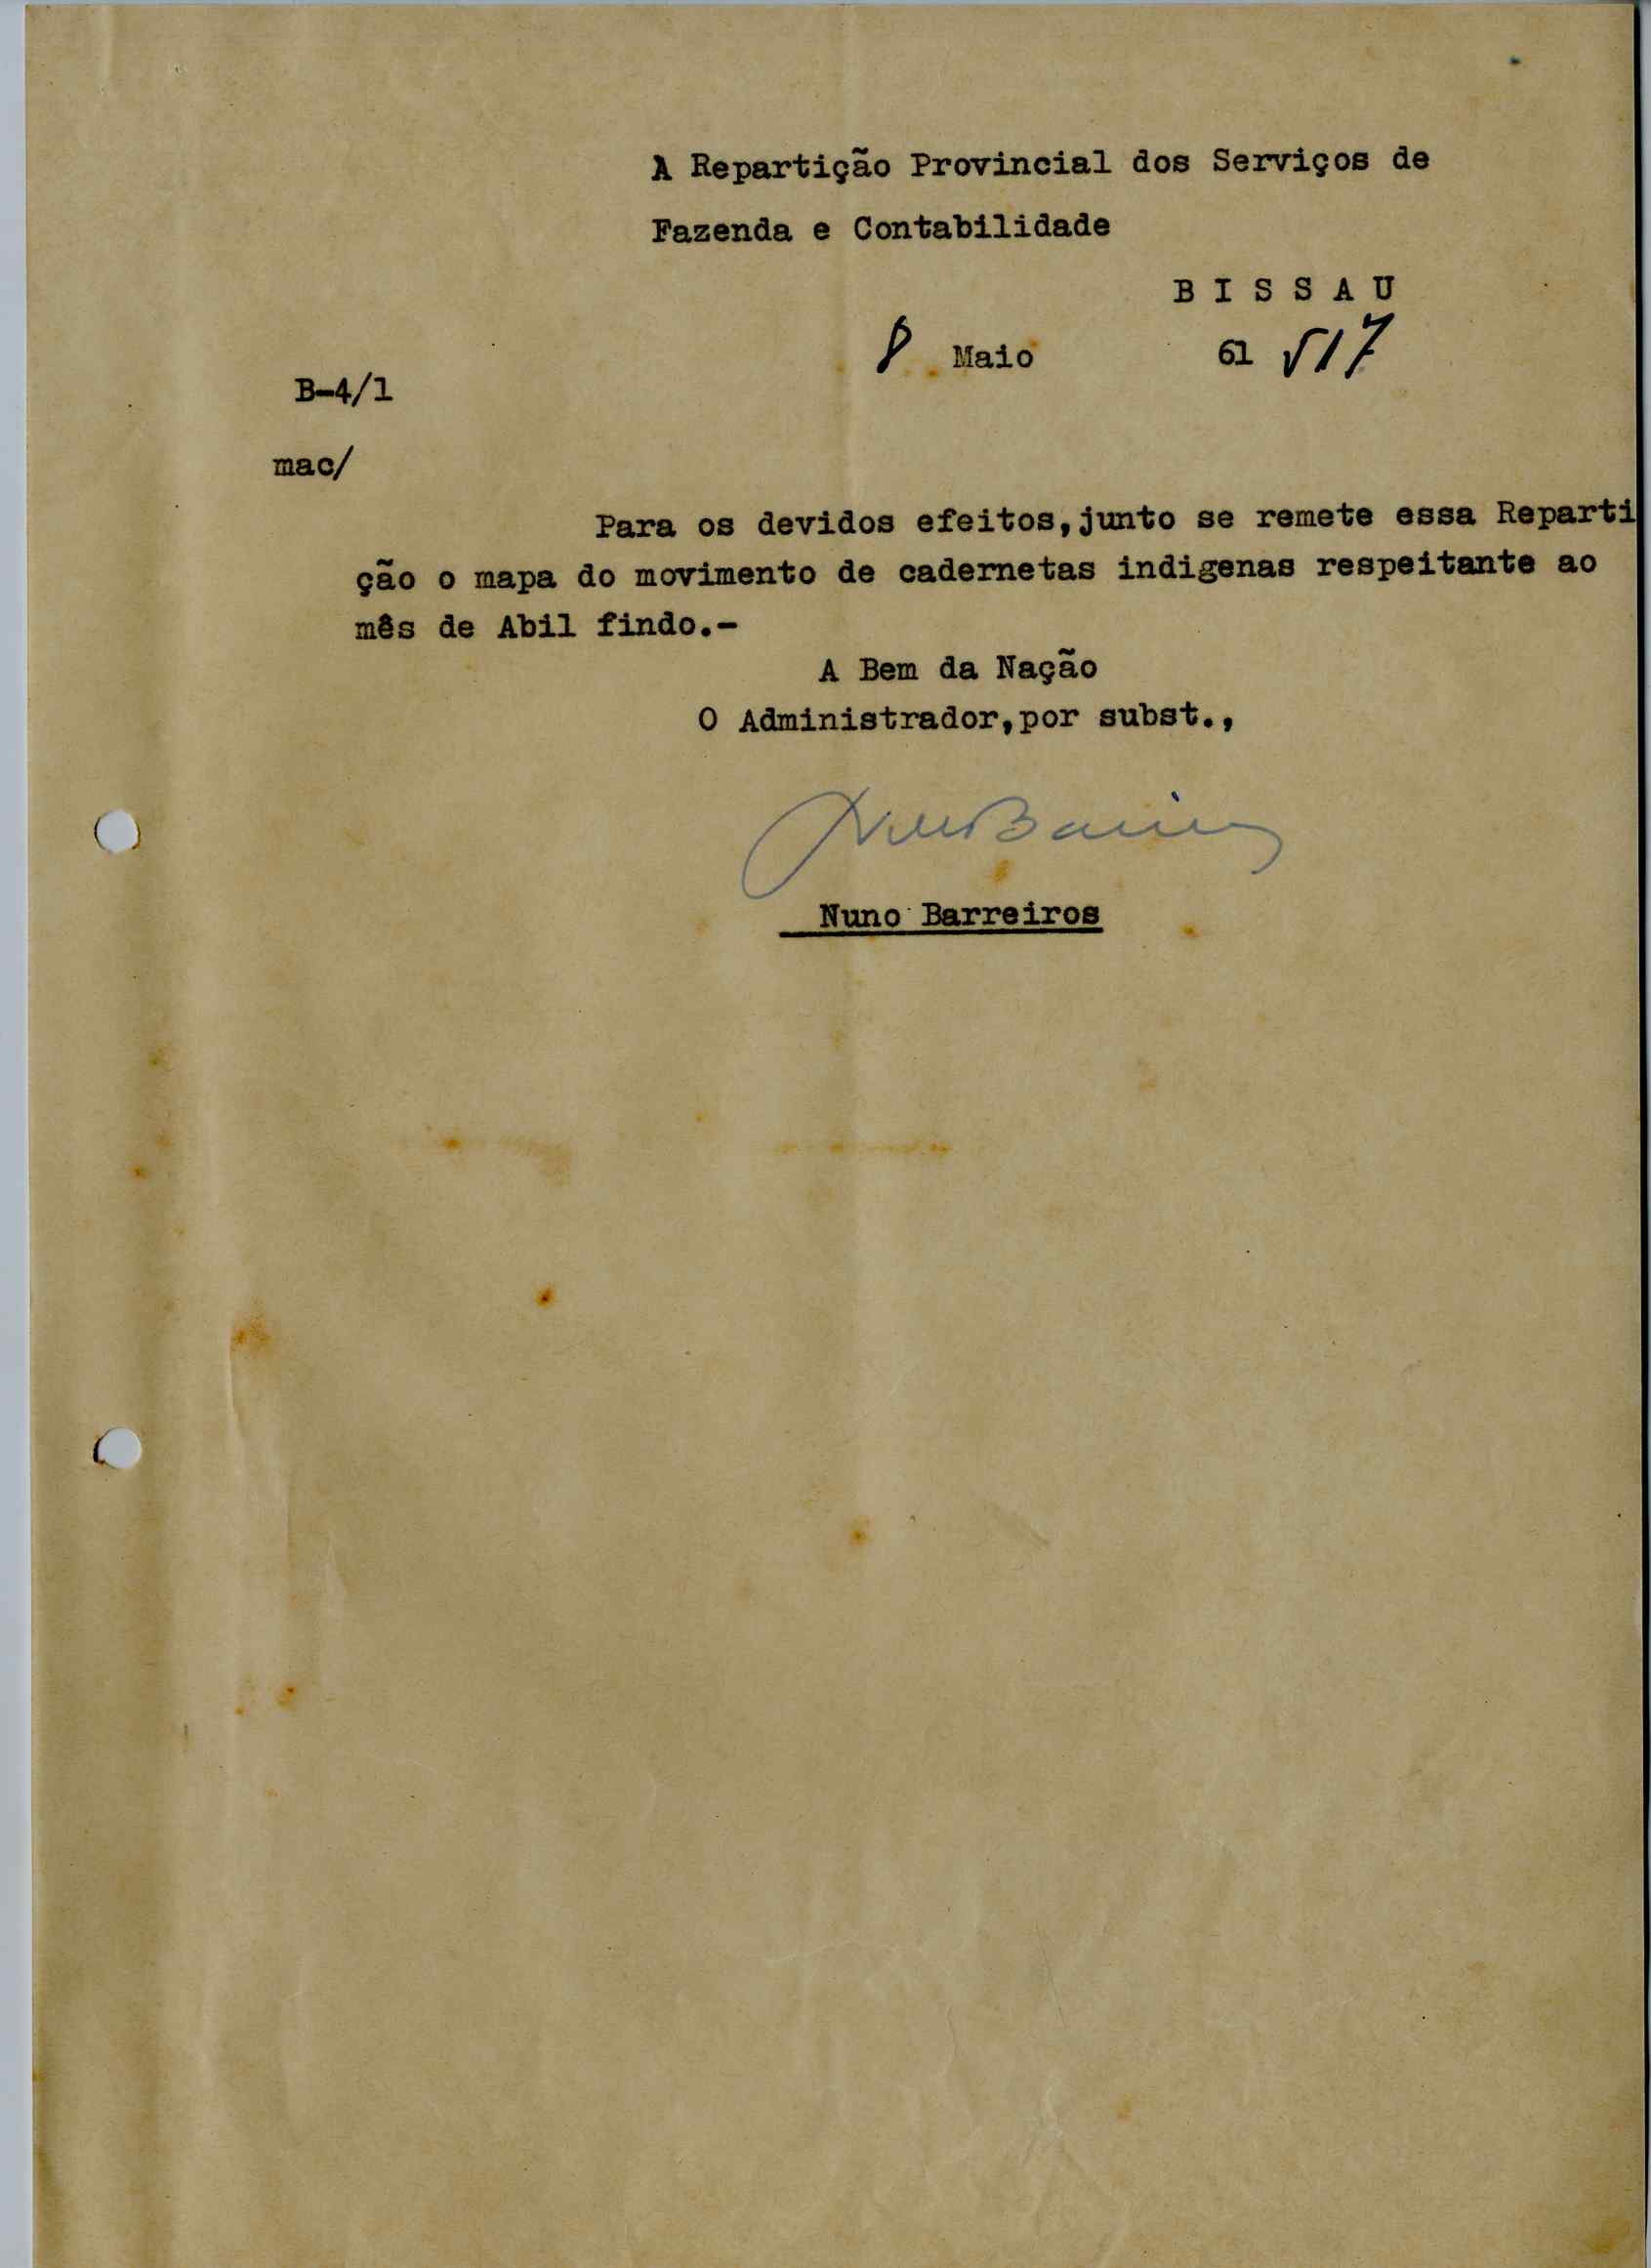 A Repartição Provincial dos Serviços de
Fazenda e Contabilidade
B I S S A U
8 Maio 61 517
B-4/1
mac/
Para os devidos efeitos,junto se remete essa Reparti
ção o mapa do movimento de cadernetas indigenas respeitante ao
mês de Abil findo.-
A Bem da Nação
O Administrador,por subst.,
Nuno Barreiros
Nuno Barreiros